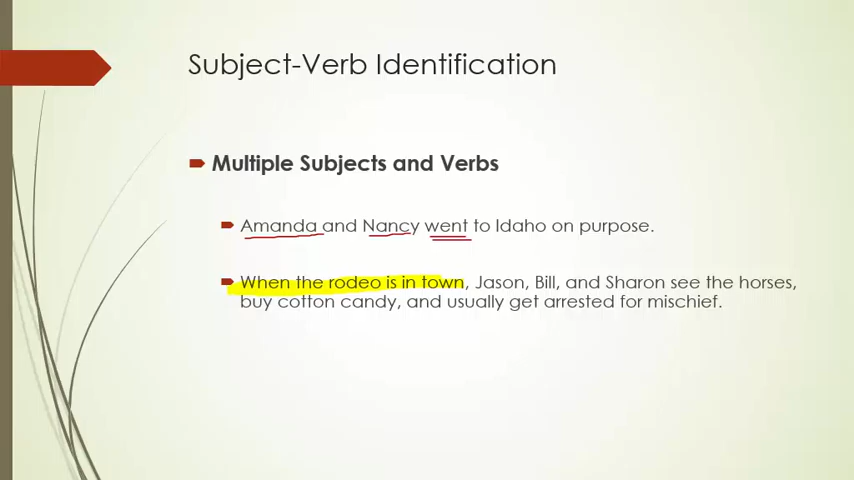 Subject-Verb Identification
Multiple Subjects and Verbs
Amanda and Nancy went to Idaho on purpose.
When the rodeo is in town, Jason, Bill, and Sharon see the horses,
buy cotton candy, and usually get arrested for mischief.